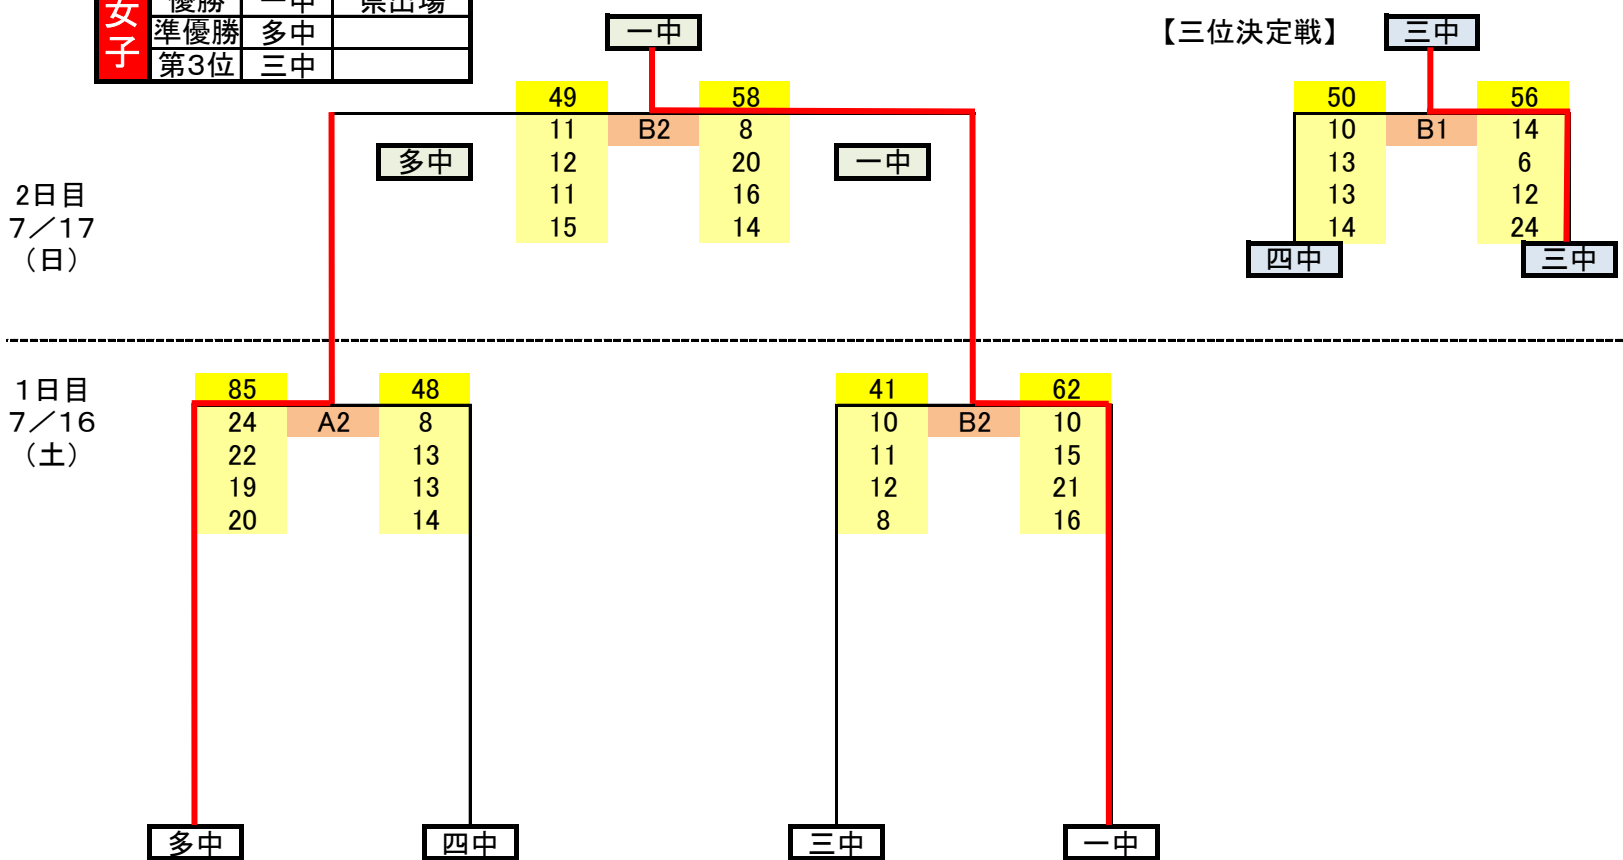 女子 優勝 一中 県出場
準優勝 多中
第3位 三中
一中
【三位決定戦】 三中
49 58
11 B2 8
12 20
11 16
15 14
多中 一中
50 56
10 B1 14
13 6
13 12
14 24
四中 三中
2日目
7/17
(日)
1日目
7/16
(土)
85 48
24 A2 8
22 13
19 13
20 14
41 62
10 B2 10
11 15
12 21
8 16
多中 四中 三中 一中